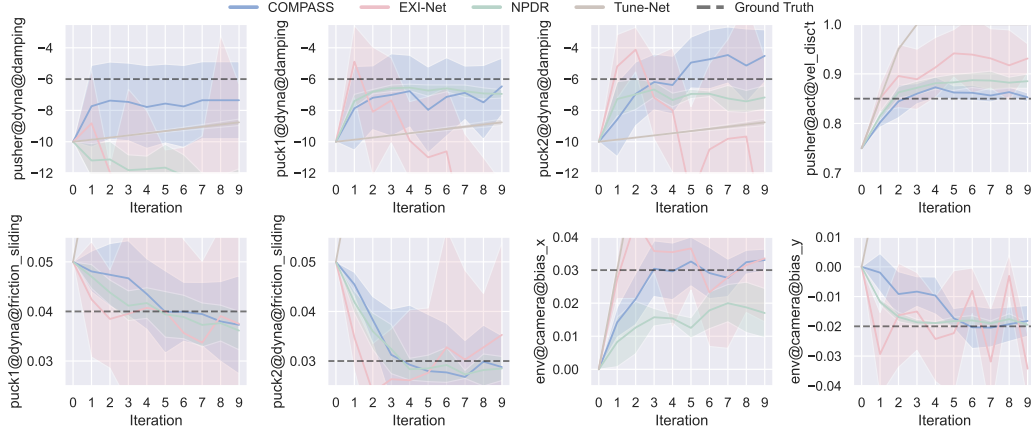 COMPASS EXI-Net NPDR Tune-Net Ground Truth
pusher@dyna@damping
−4
−6
−8
−10
−12
0 1 2 3 4 5 6 7 8 9
Iteration
puck1@dyna@damping
−4
−6
−8
−10
−12
0 1 2 3 4 5 6 7 8 9
Iteration
puck2@dyna@damping
−4
−6
−8
−10
−12
0 1 2 3 4 5 6 7 8 9
Iteration
pusher@act@vel_disc't
1.0
0.9
0.8
0.7
0 1 2 3 4 5 6 7 8 9
Iteration
puck1@dyna@friction_sliding
0.05
0.04
0.03
0 1 2 3 4 5 6 7 8 9
Iteration
puck2@dyna@friction_sliding
0.05
0.04
0.03
0 1 2 3 4 5 6 7 8 9
Iteration
env@camera@bias_x
0.04
0.03
0.02
0.01
0.00
0 1 2 3 4 5 6 7 8 9
Iteration
env@camera@bias_y
0.01
0.00
−0.01
−0.02
−0.03
−0.04
0 1 2 3 4 5 6 7 8 9
Iteration